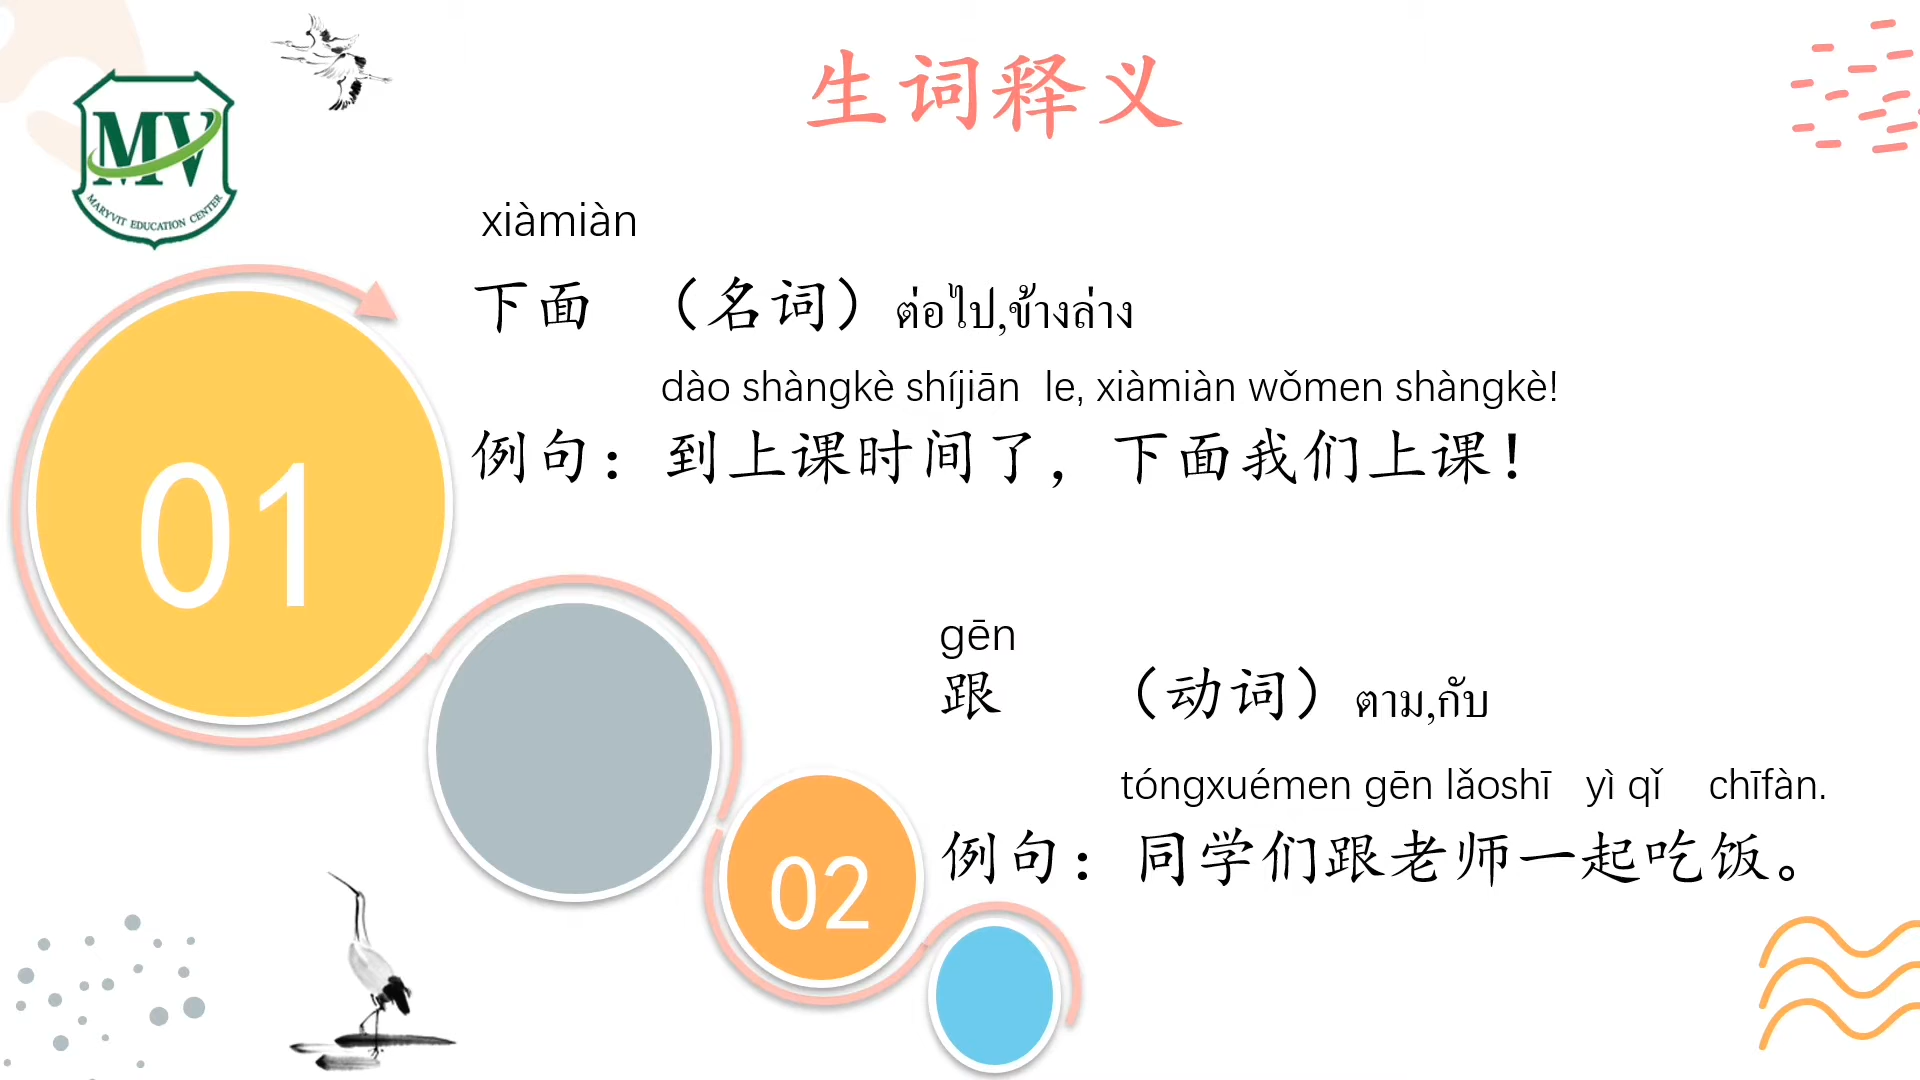 生词释义
MV
MARYVIT EDUCATION CENTER
xiàmiàn
下面 （名词）ต่อไป,ข้างล่าง
dào shàngkè shíjiān le, xiàmiàn wǒmen shàngkè!
例句：到上课时间了，下面我们上课！
01
gēn
跟 （动词）ตาม,กับ
tóngxuémen gēn lǎoshī yì qǐ chīfàn.
例句：同学们跟老师一起吃饭。
02